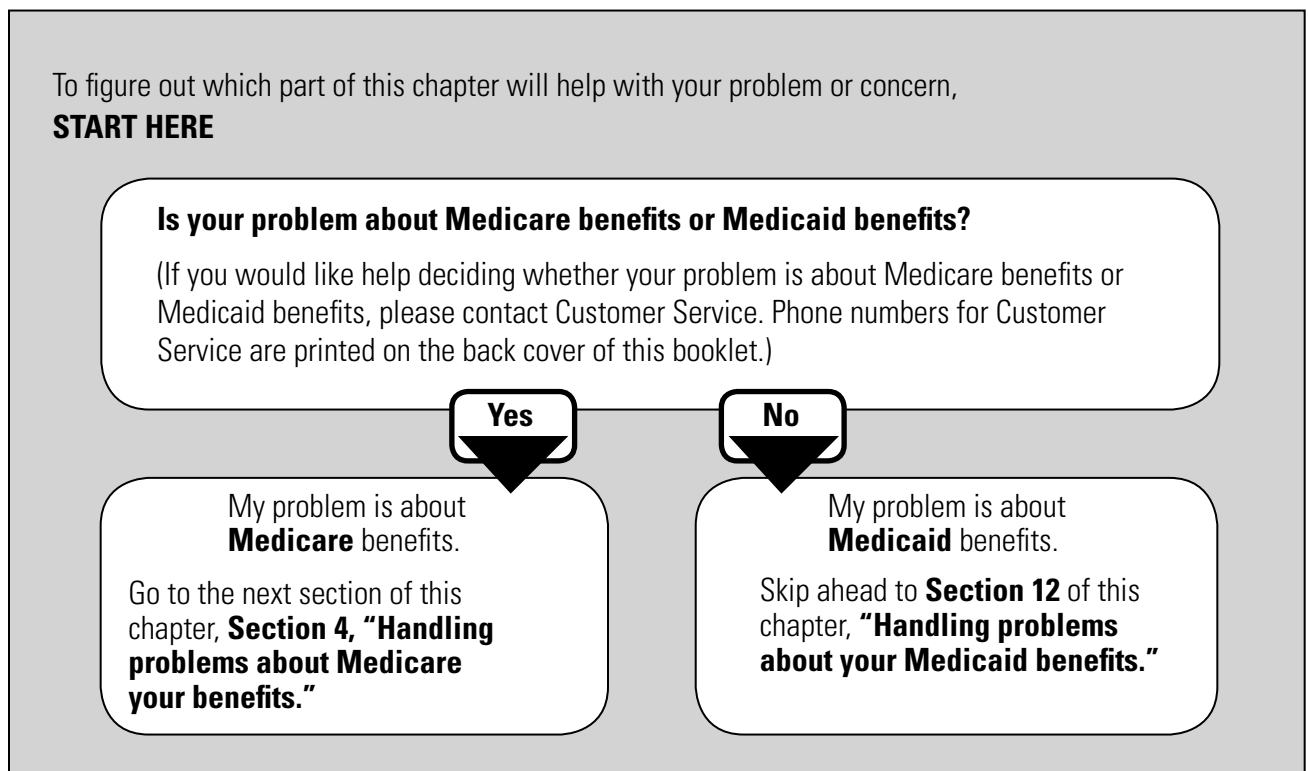 To figure out which part of this chapter will help with your problem or concern,
START HERE
Is your problem about Medicare benefits or Medicaid benefits?
(If you would like help deciding whether your problem is about Medicare benefits or
Medicaid benefits, please contact Customer Service. Phone numbers for Customer
Service are printed on the back cover of this booklet.)
Yes
No
My problem is about
Medicare benefits.
Go to the next section of this
chapter, Section 4, “Handling
problems about Medicare
your benefits.”
My problem is about
Medicaid benefits.
Skip ahead to Section 12 of this
chapter, “Handling problems
about your Medicaid benefits.”